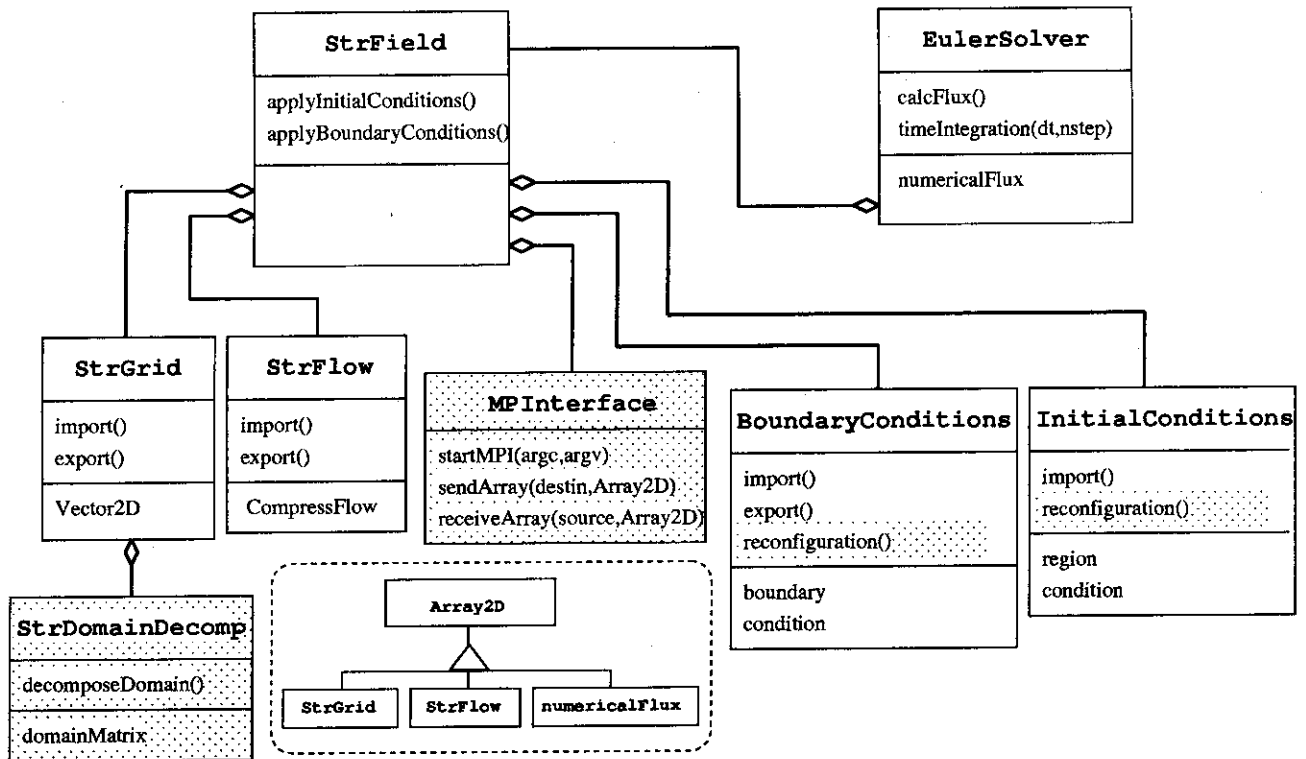 StrField
applyInitialConditions()
applyBoundaryConditions()
EulerSolver
calcFlux()
timeIntegration(dt,nstep)
numericalFlux
StrGrid
import()
export()
Vector2D
StrFlow
import()
export()
CompressFlow
MPInterface
startMPI(argc,argv)
sendArray(destin,Array2D)
receiveArray(source,Array2D)
BoundaryConditions
import()
export()
reconfiguration()
boundary
condition
InitialConditions
import()
reconfiguration()
region
condition
StrDomainDecomp
decomposeDomain()
domainMatrix
Array2D
StrGrid
StrFlow
numericalFlux